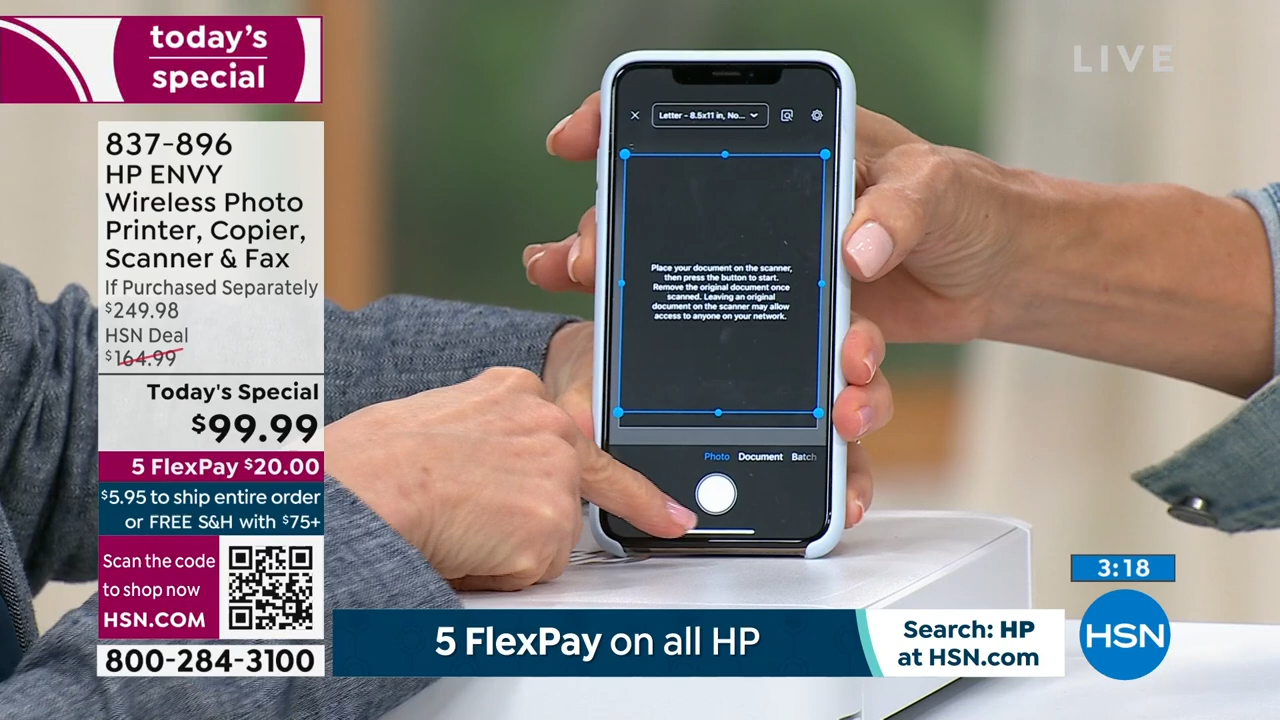 today's
special
837-896
HP ENVY
Wireless Photo
Printer, Copier,
Scanner & Fax
If Purchased Separately
$249.98
HSN Deal
$164.99
Today's Special
$99.99
5 FlexPay $20.00
$5.95 to ship entire order
or FREE S&H with $75+
Scan the code
to shop now
HSN.COM
800-284-3100
LIVE
Letter - 8.5x11 in, No...
Place your document on the scanner,
then press the button to start.
Remove the original document once
scanned. Leaving an original
document on the scanner may allow
access to anyone on your network.
Photo Document Batch
3:18
HSN
5 FlexPay on all HP
Search: HP
at HSN.com